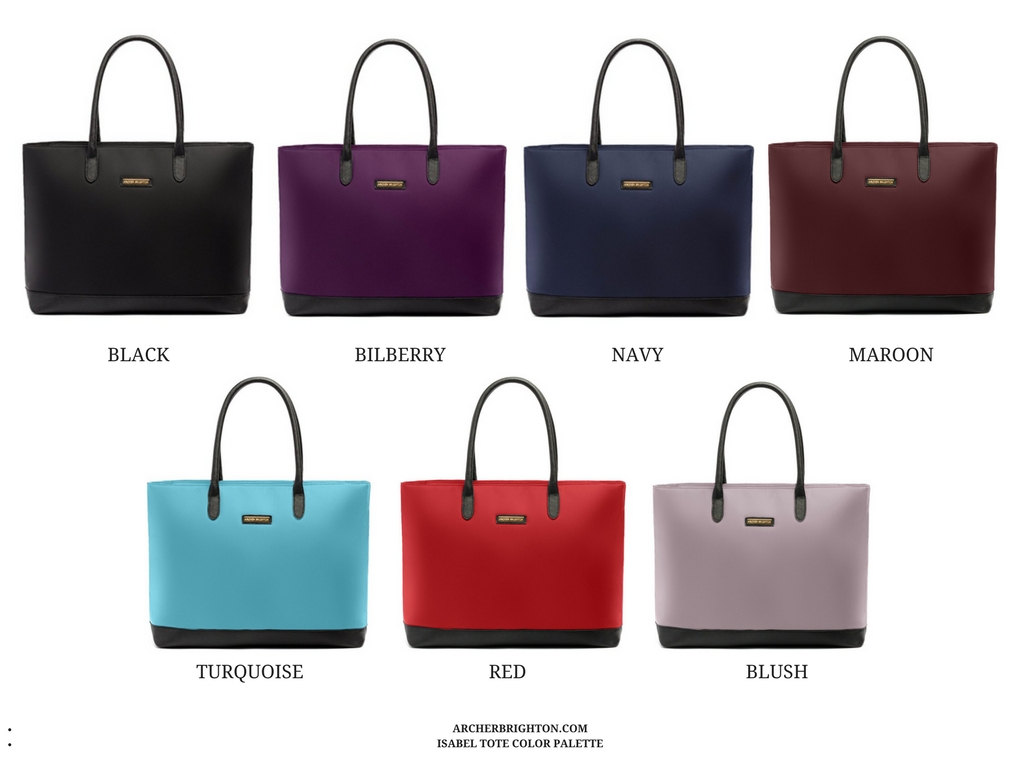 BLACK
BILBERRY
NAVY
MAROON
TURQUOISE
RED
BLUSH
ARCHERBRIGHTON.COM
ISABEL TOTE COLOR PALETTE